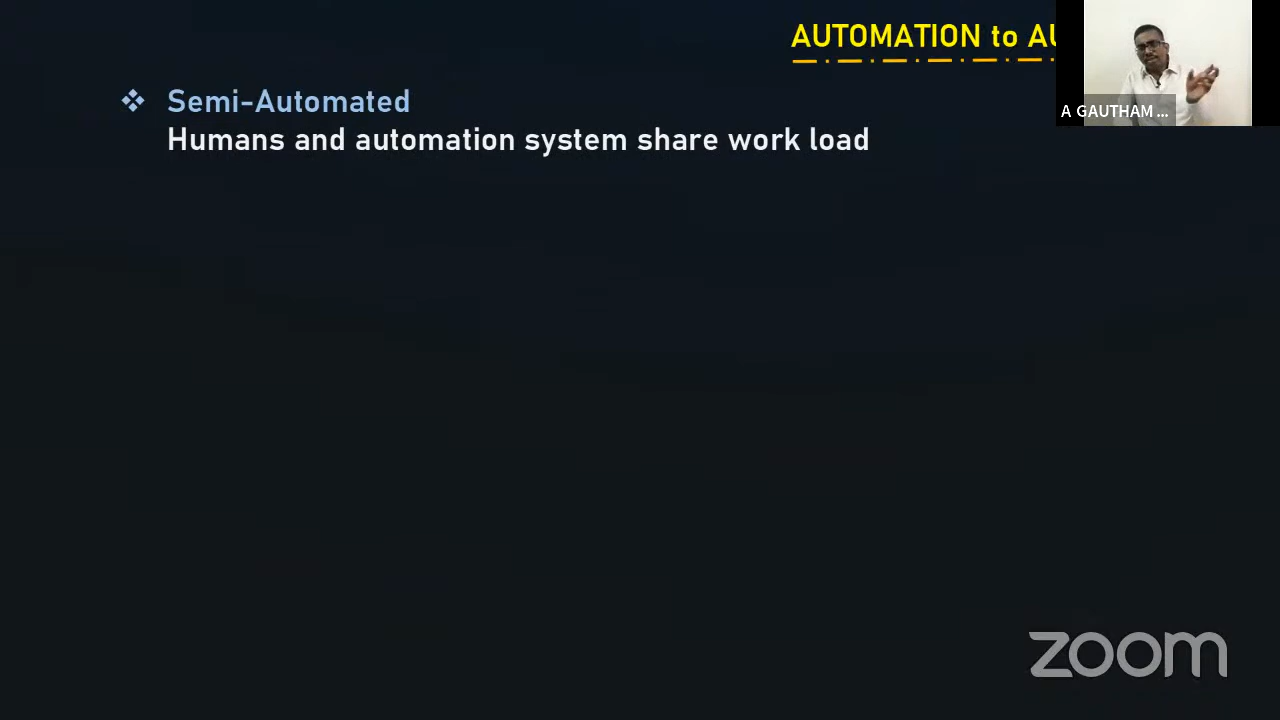 AUTOMATION to AU
A GAUTHAM ...
❖ Semi-Automated
Humans and automation system share work load
zoom